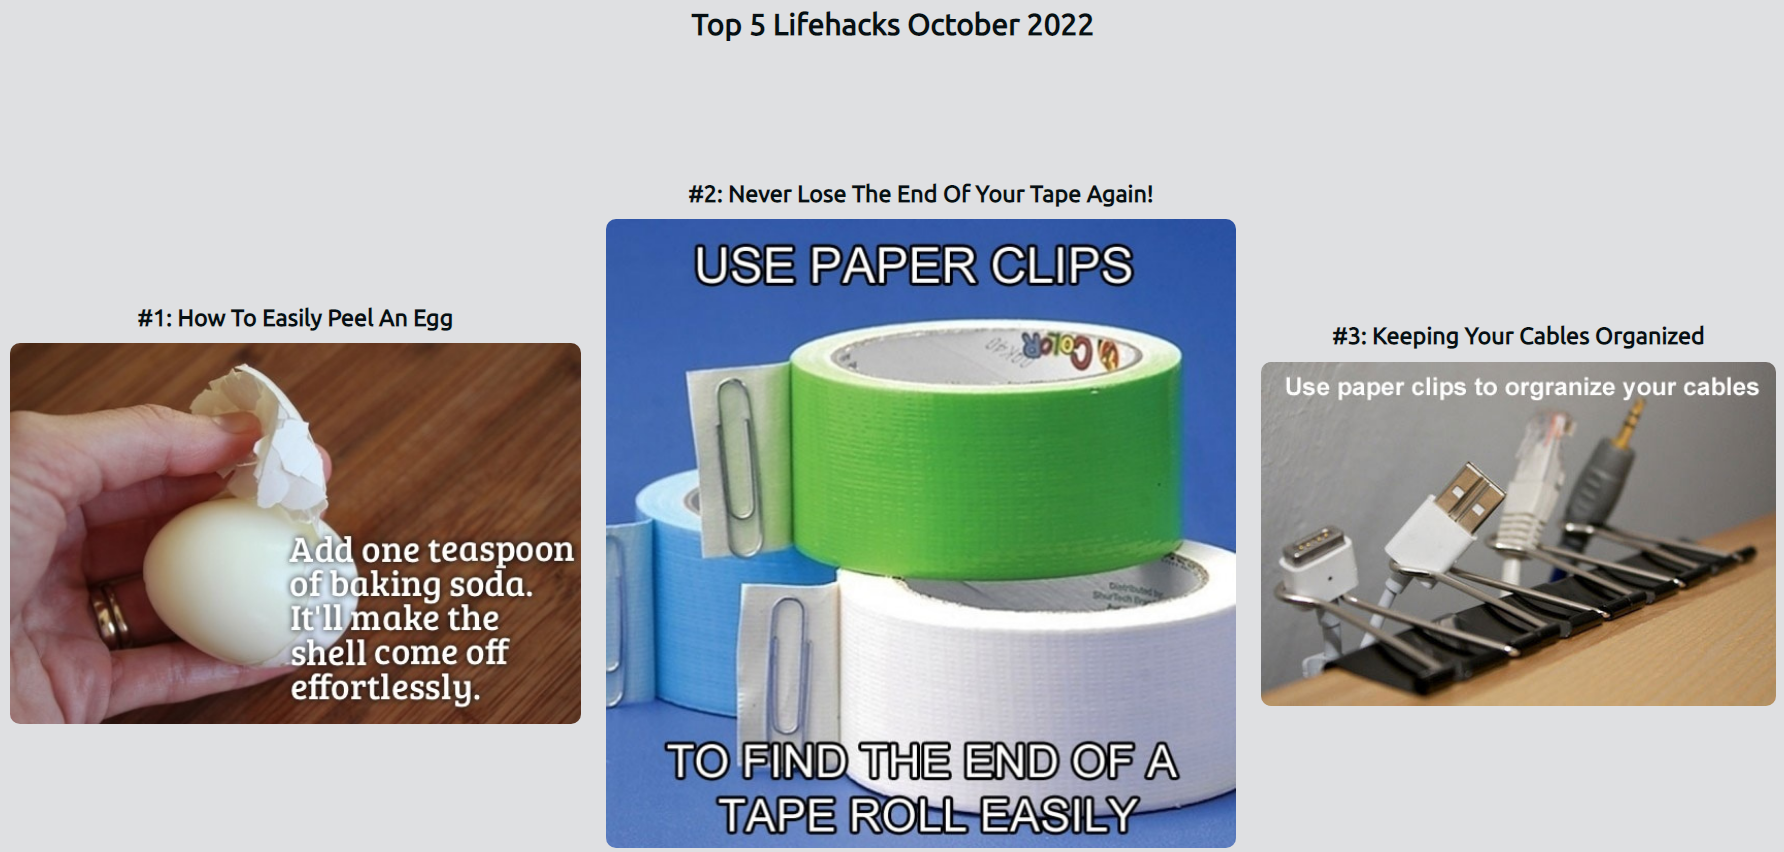 Top 5 Lifehacks October 2022
#1: How To Easily Peel An Egg
Add one teaspoon
of baking soda.
It'll make the
shell come off
effortlessly.
#2: Never Lose The End Of Your Tape Again!
USE PAPER CLIPS
COLOR
Distributed by
TO FIND THE END OF A
TAPE ROLL EASILY
#3: Keeping Your Cables Organized
Use paper clips to orgranize your cables